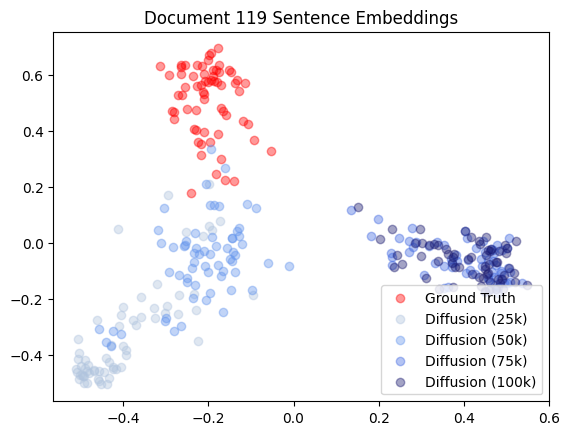 Document 119 Sentence Embeddings
0.6
0.4
0.2
0.0
−0.2
−0.4
−0.4
−0.2
0.0
0.2
0.4
0.6
Ground Truth
Diffusion (25k)
Diffusion (50k)
Diffusion (75k)
Diffusion (100k)